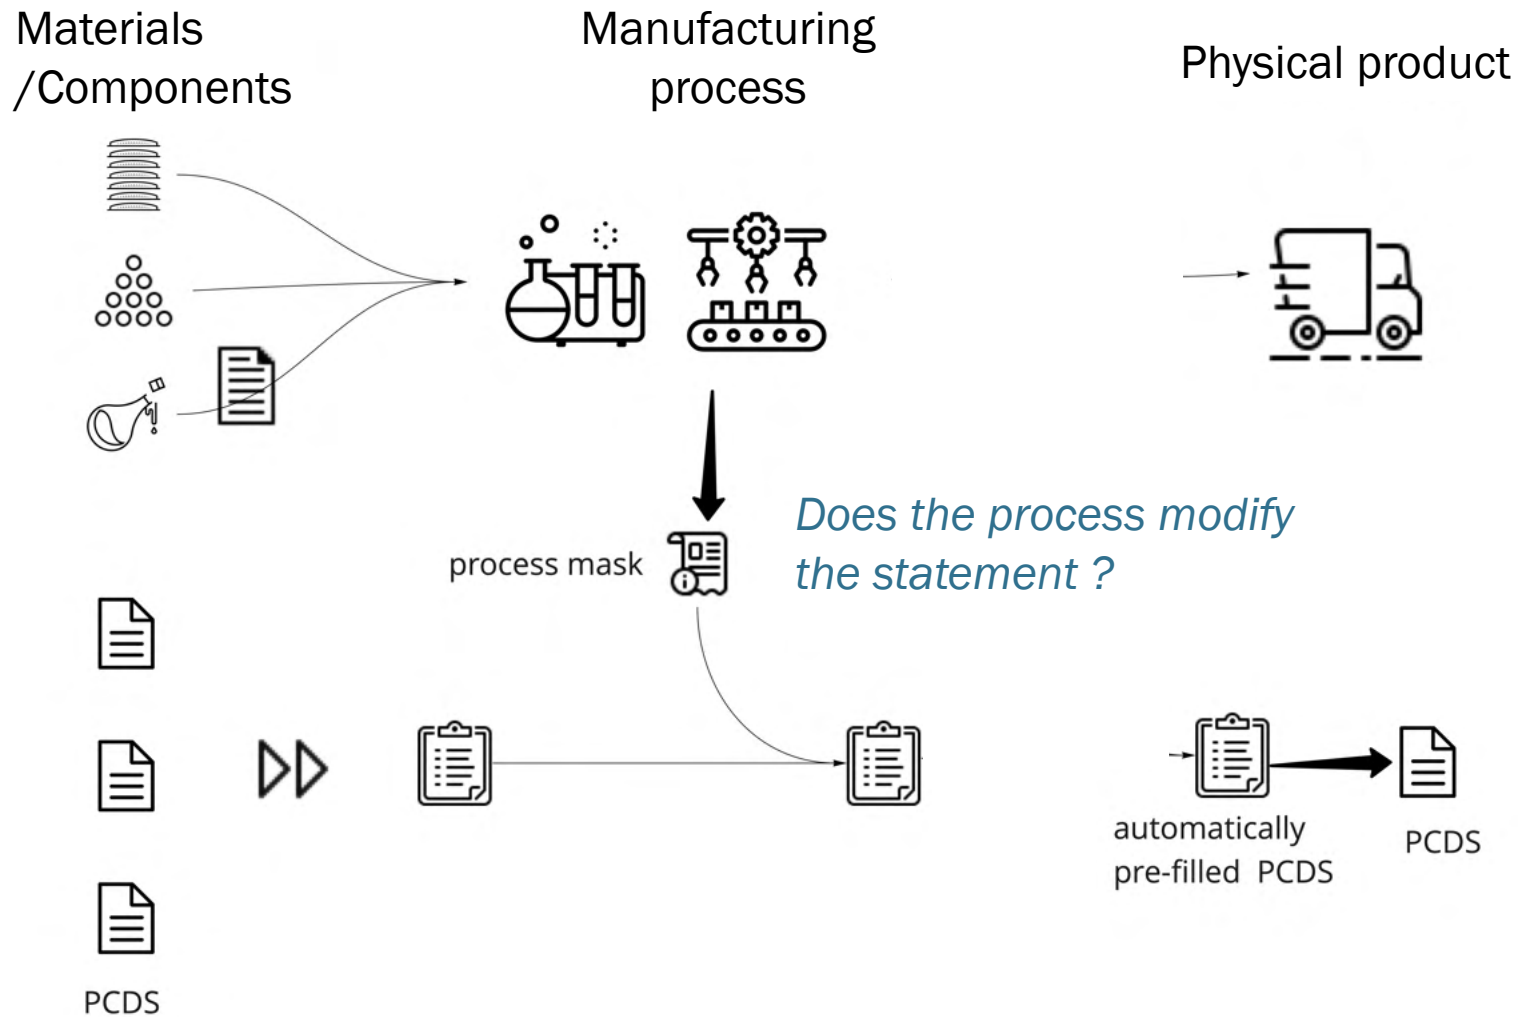 Materials
/Components
Manufacturing
process
Physical product
Does the process modify
the statement ?
process mask
automatically
pre-filled PCDS
PCDS
PCDS